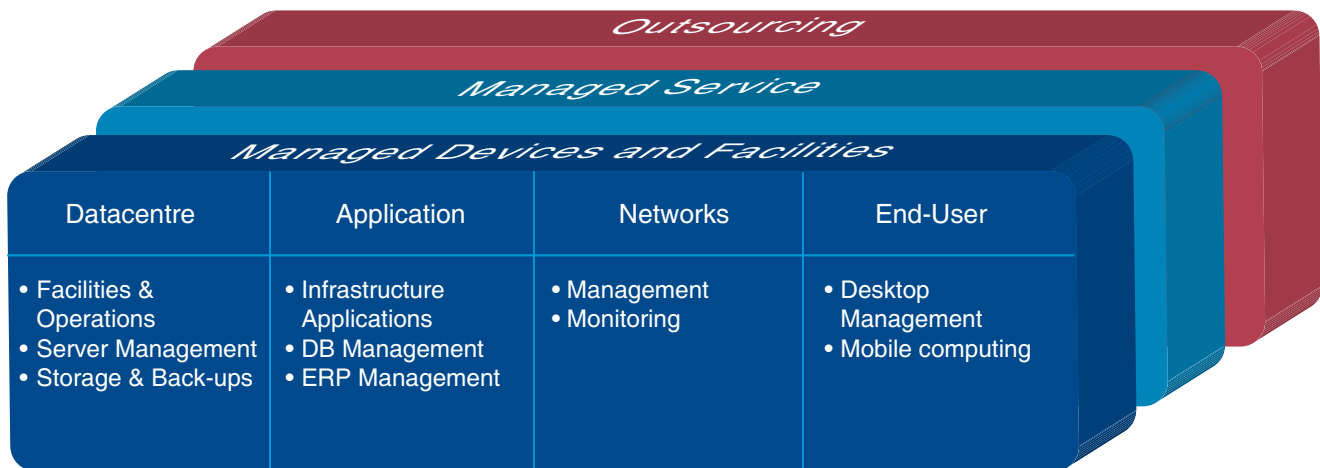 Outsourcing
Managed Service
Managed Devices and Facilities
Datacentre
Application
Networks
End-User
• Facilities &
Operations
• Server Management
• Storage & Back-ups
• Infrastructure
Applications
• DB Management
• ERP Management
• Management
• Monitoring
• Desktop
Management
• Mobile computing